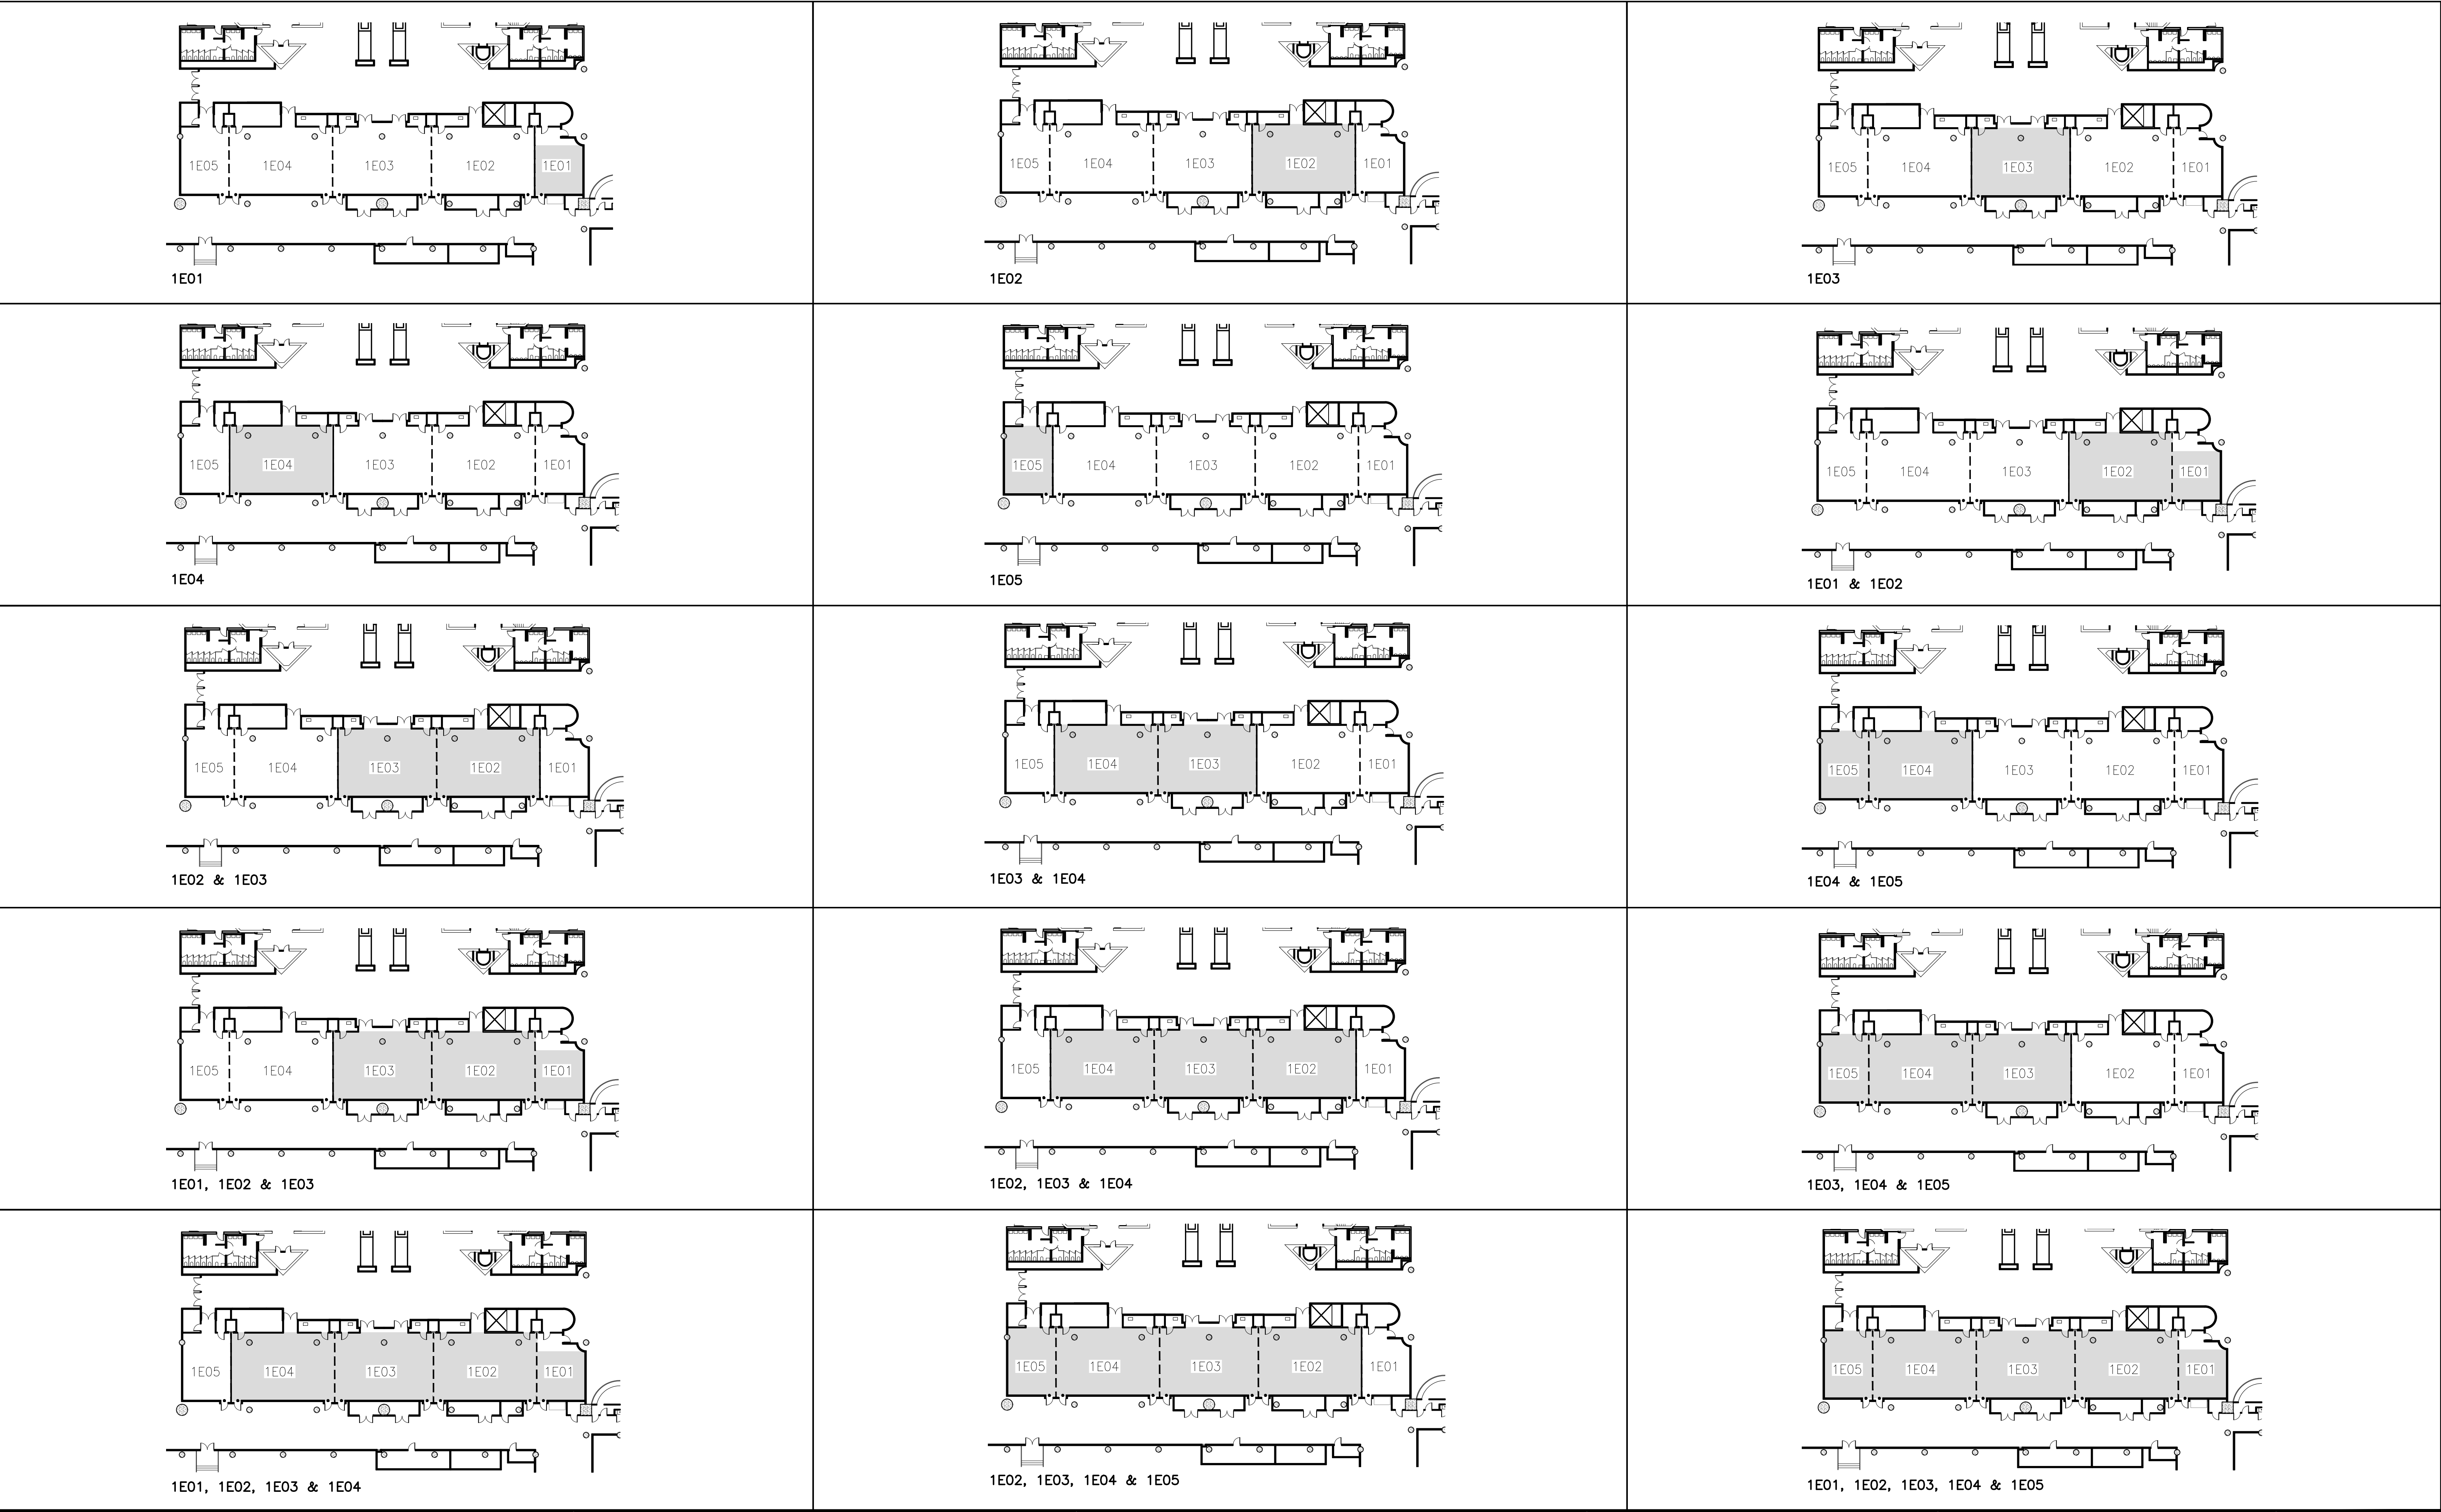 1E05 1E04 1E03 1E02 1E01
1E01
1E05 1E04 1E03 1E02 1E01
1E02
1E05 1E04 1E03 1E02 1E01
1E03
1E05 1E04 1E03 1E02 1E01
1E04
1E05 1E04 1E03 1E02 1E01
1E05
1E05 1E04 1E03 1E02 1E01
1E01 & 1E02
1E05 1E04 1E03 1E02 1E01
1E02 & 1E03
1E05 1E04 1E03 1E02 1E01
1E03 & 1E04
1E05 1E04 1E03 1E02 1E01
1E04 & 1E05
1E05 1E04 1E03 1E02 1E01
1E01, 1E02 & 1E03
1E05 1E04 1E03 1E02 1E01
1E02, 1E03 & 1E04
1E05 1E04 1E03 1E02 1E01
1E03, 1E04 & 1E05
1E05 1E04 1E03 1E02 1E01
1E01, 1E02, 1E03 & 1E04
1E05 1E04 1E03 1E02 1E01
1E02, 1E03, 1E04 & 1E05
1E05 1E04 1E03 1E02 1E01
1E01, 1E02, 1E03, 1E04 & 1E05